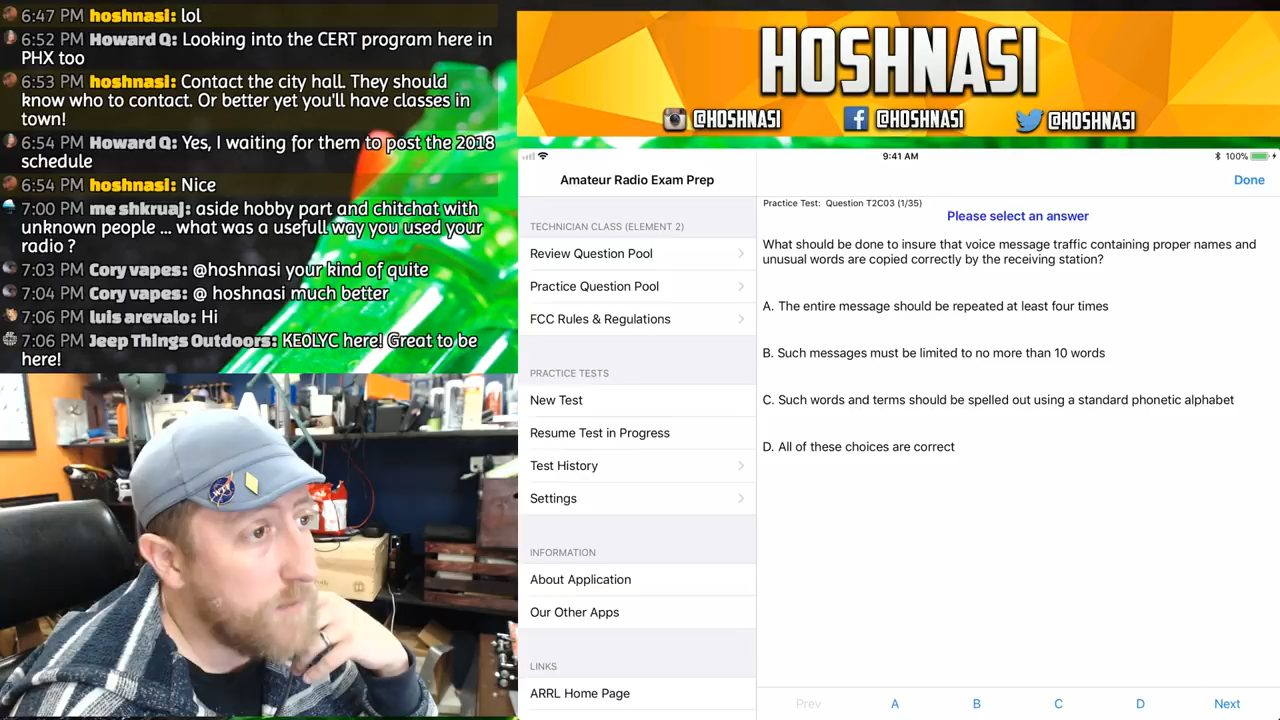 6:47 PM hoshnasi: lol
6:52 PM Howard Q: Looking into the CERT program here in
PHX too
6:53 PM hoshnasi: Contact the city hall. They should
know who to contact. Or better yet you'll have classes in
town!
6:54 PM Howard Q: Yes, I waiting for them to post the 2018
schedule
6:54 PM hoshnasi: Nice
7:00 PM me shkruaj: aside hobby part and chitchat with
unknown people ... what was a usefull way you used your
radio ?
7:03 PM Cory vapes: @hoshnasi your kind of quite
7:04 PM Cory vapes: @ hoshnasi much better
7:06 PM luis arevalo: Hi
7:06 PM Jeep Things Outdoors: KE0LYC here! Great to be
here!
HOSHNASI
@HOSHNASI @HOSHNASI @HOSHNASI
9:41 AM 100%
Amateur Radio Exam Prep
Done
TECHNICIAN CLASS (ELEMENT 2)
Review Question Pool
Practice Question Pool
FCC Rules & Regulations
PRACTICE TESTS
New Test
Resume Test in Progress
Test History
Settings
INFORMATION
About Application
Our Other Apps
LINKS
ARRL Home Page
Practice Test: Question T2C03 (1/35)
Please select an answer
What should be done to insure that voice message traffic containing proper names and
unusual words are copied correctly by the receiving station?
A. The entire message should be repeated at least four times
B. Such messages must be limited to no more than 10 words
C. Such words and terms should be spelled out using a standard phonetic alphabet
D. All of these choices are correct
Prev A B C D Next